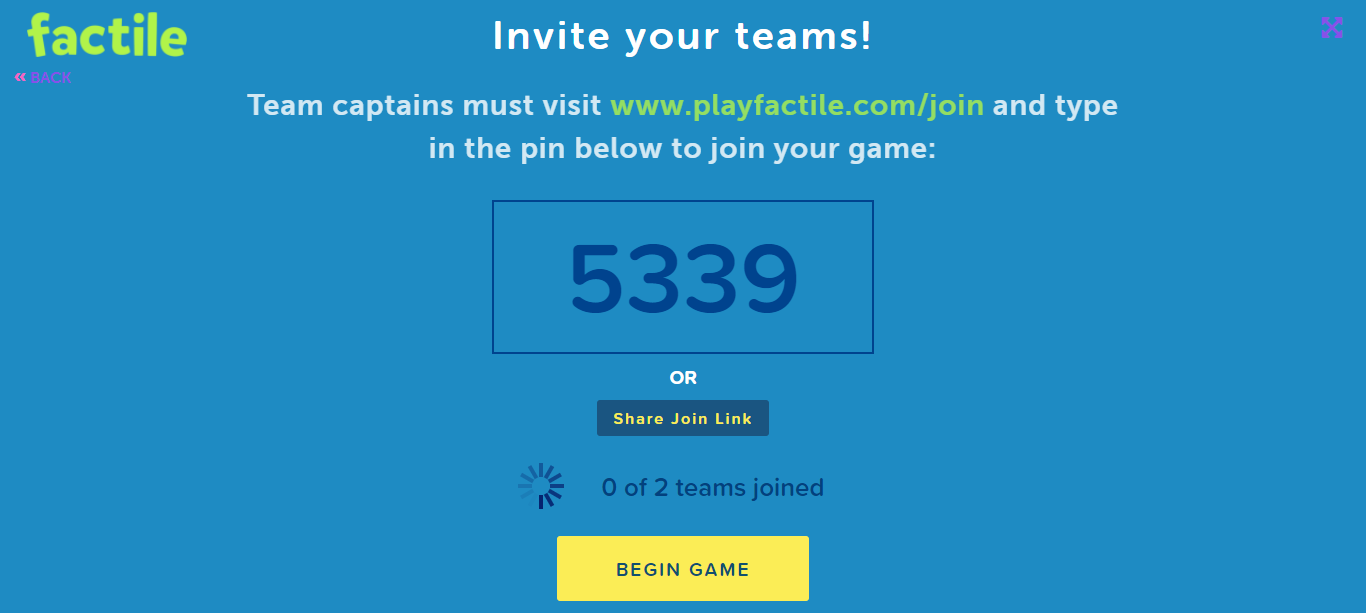 factile
Invite your teams!
« BACK
Team captains must visit www.playfactile.com/join and type
in the pin below to join your game:
5339
OR
Share Join Link
0 of 2 teams joined
BEGIN GAME